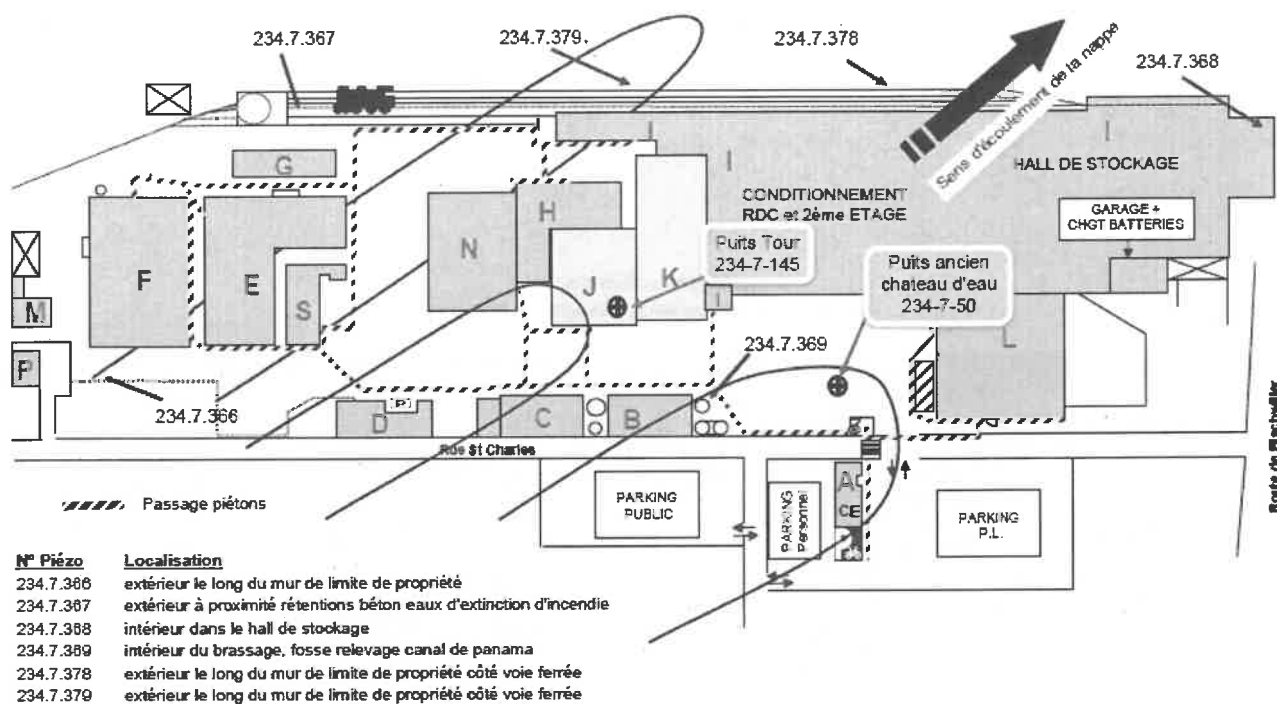 234.7.367
234.7.379.
234.7.378
234.7.368
Sens d'écoulement de la nappe
G
I
I
I
HALL DE STOCKAGE
CONDITIONNEMENT
RDC et 2ème ETAGE
GARAGE +
CHGT BATTERIES
H
N
F
E
S
J
K
I
Puits Tour
234-7-145
Puits ancien
chateau d'eau
234-7-50
M
P
L
234.7.369
234.7.366
(P)
D
C
B
Rue St Charles
A
CE
PARKING
PUBLIC
PARKING
Personnel
PARKING
P.L.
Passage piétons
N° Piézo Localisation
234.7.366 extérieur le long du mur de limite de propriété
234.7.367 extérieur à proximité rétentions béton eaux d'extinction d'incendie
234.7.368 intérieur dans le hall de stockage
234.7.369 intérieur du brassage, fosse relevage canal de panama
234.7.378 extérieur le long du mur de limite de propriété côté voie ferrée
234.7.379 extérieur le long du mur de limite de propriété côté voie ferrée